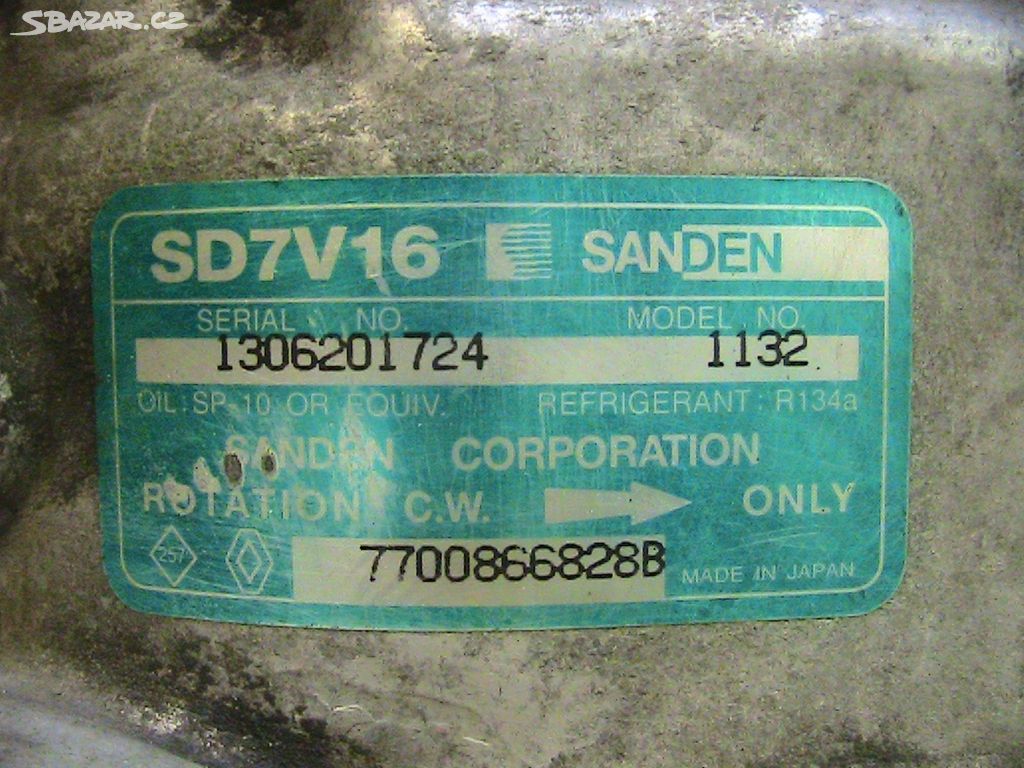 SBAZAR.CZ
SD7V16 SANDEN
SERIAL NO. MODEL NO.
1306201724 1132
OIL: SP-10 OR EQUIV. REFRIGERANT: R134a
SANDEN CORPORATION
ROTATION C.W. ONLY
257 7700866828B MADE IN JAPAN